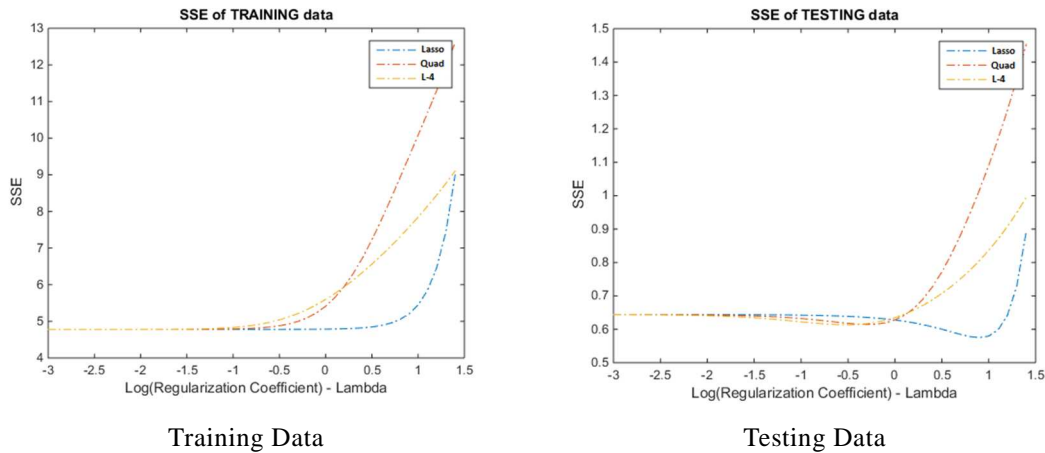 SSE of TRAINING data
13
12
11
10
9
8
7
6
5
4
SSE
Lasso
Quad
L-4
-3 -2.5 -2 -1.5 -1 -0.5 0 0.5 1 1.5
Log(Regularization Coefficient) - Lambda
Training Data
SSE of TESTING data
1.5
1.4
1.3
1.2
1.1
1
0.9
0.8
0.7
0.6
0.5
SSE
Lasso
Quad
L-4
-3 -2.5 -2 -1.5 -1 -0.5 0 0.5 1 1.5
Log(Regularization Coefficient) - Lambda
Testing Data